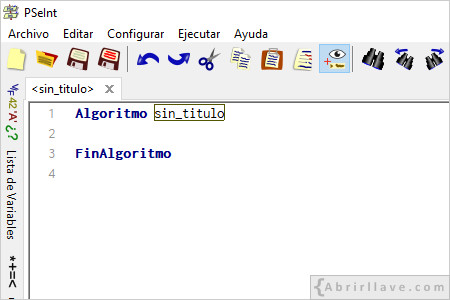 PSeInt
Archivo Editar Configurar Ejecutar Ayuda
<sin_titulo>
1 Algoritmo sin_titulo
2
3 FinAlgoritmo
4
42 'A' ¿?
Lista de Variables
*+=<
{Abrirllave.com